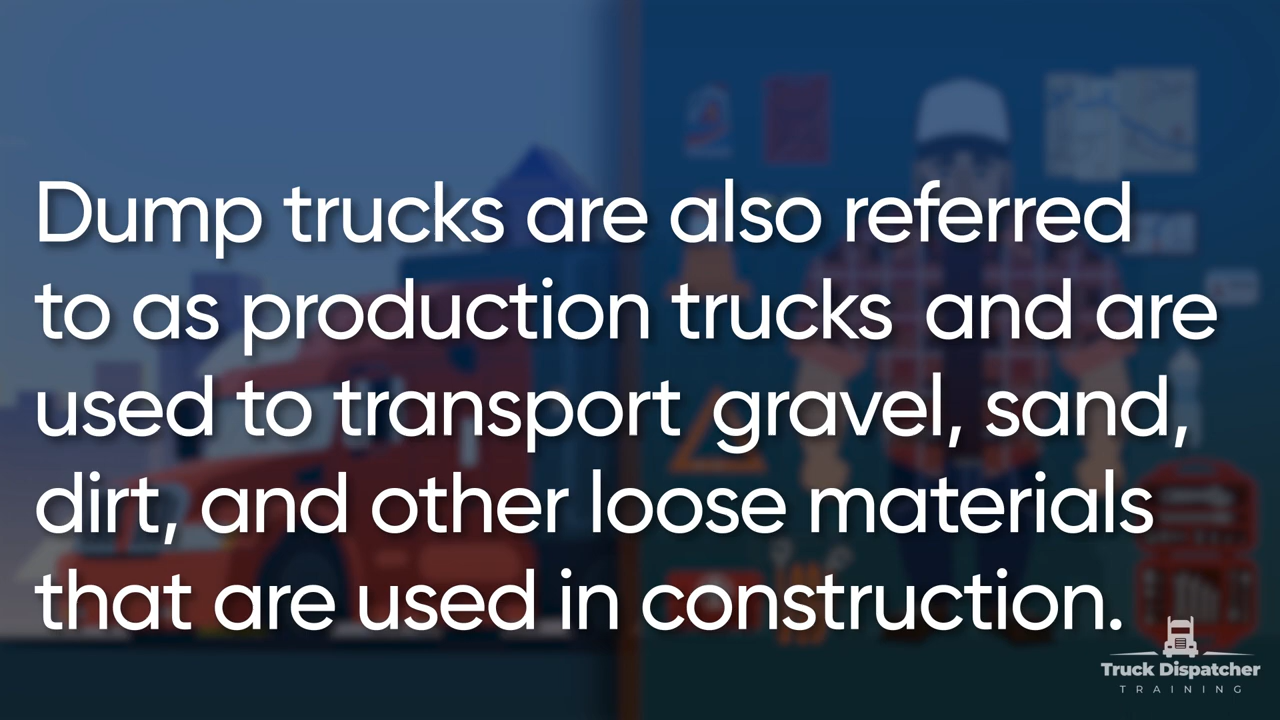 Dump trucks are also referred
to as production trucks and are
used to transport gravel, sand,
dirt, and other loose materials
that are used in construction.
Truck Dispatcher
TRAINING